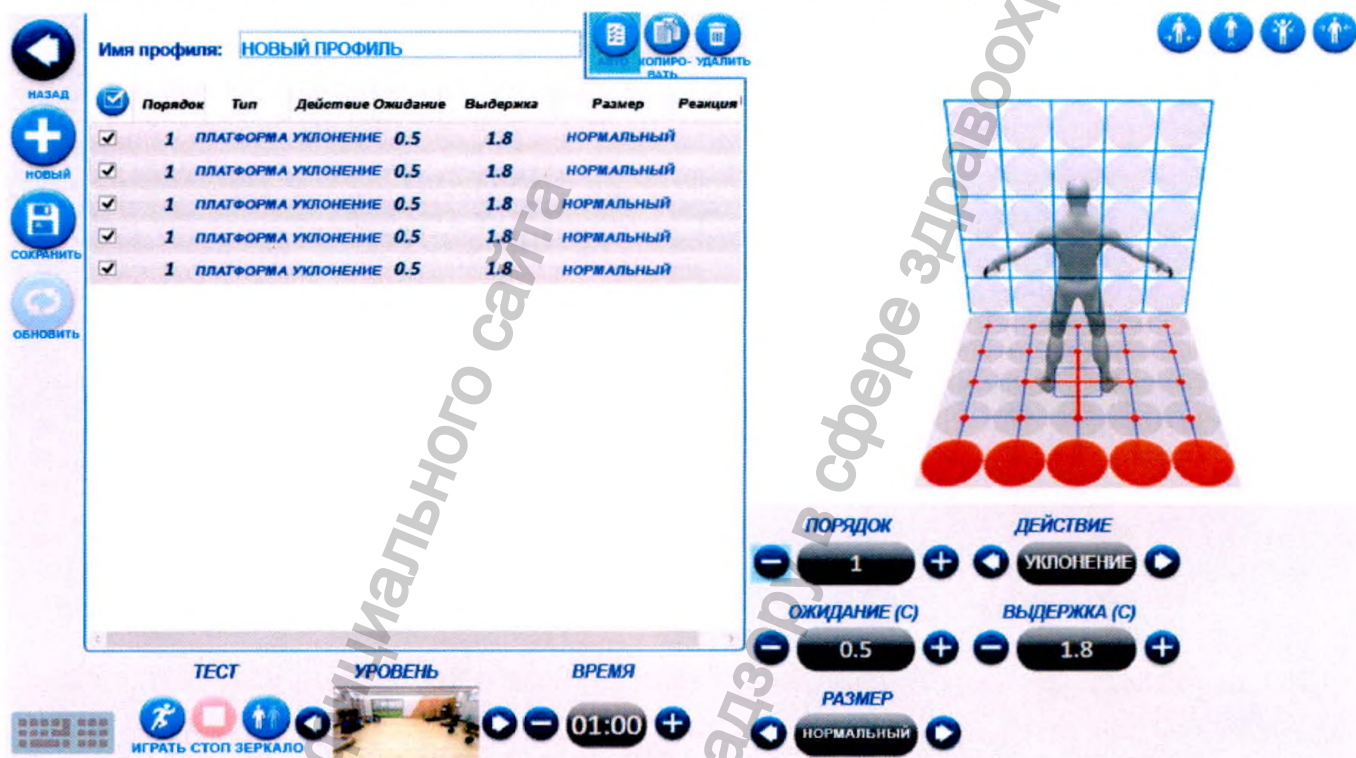 Имя профиля: НОВЫЙ ПРОФИЛЬ
АВТО КОПИРО- УДАЛИТЬ
ВАТЬ
НАЗАД
Порядок Тип Действие Ожидание Выдержка Размер Реакция
1 ПЛАТФОРМА УКЛОНЕНИЕ 0.5 1.8 НОРМАЛЬНЫЙ
НОВЫЙ
1 ПЛАТФОРМА УКЛОНЕНИЕ 0.5 1.8 НОРМАЛЬНЫЙ
1 ПЛАТФОРМА УКЛОНЕНИЕ 0.5 1.8 НОРМАЛЬНЫЙ
1 ПЛАТФОРМА УКЛОНЕНИЕ 0.5 1.8 НОРМАЛЬНЫЙ
СОХРАНИТЬ
1 ПЛАТФОРМА УКЛОНЕНИЕ 0.5 1.8 НОРМАЛЬНЫЙ
ОБНОВИТЬ
ПОРЯДОК ДЕЙСТВИЕ
1 УКЛОНЕНИЕ
ОЖИДАНИЕ (С) ВЫДЕРЖКА (С)
0.5 1.8
РАЗМЕР
НОРМАЛЬНЫЙ
ТЕСТ УРОВЕНЬ ВРЕМЯ
01:00
ИГРАТЬ СТОП ЗЕРКАЛО
сайта
в сфере